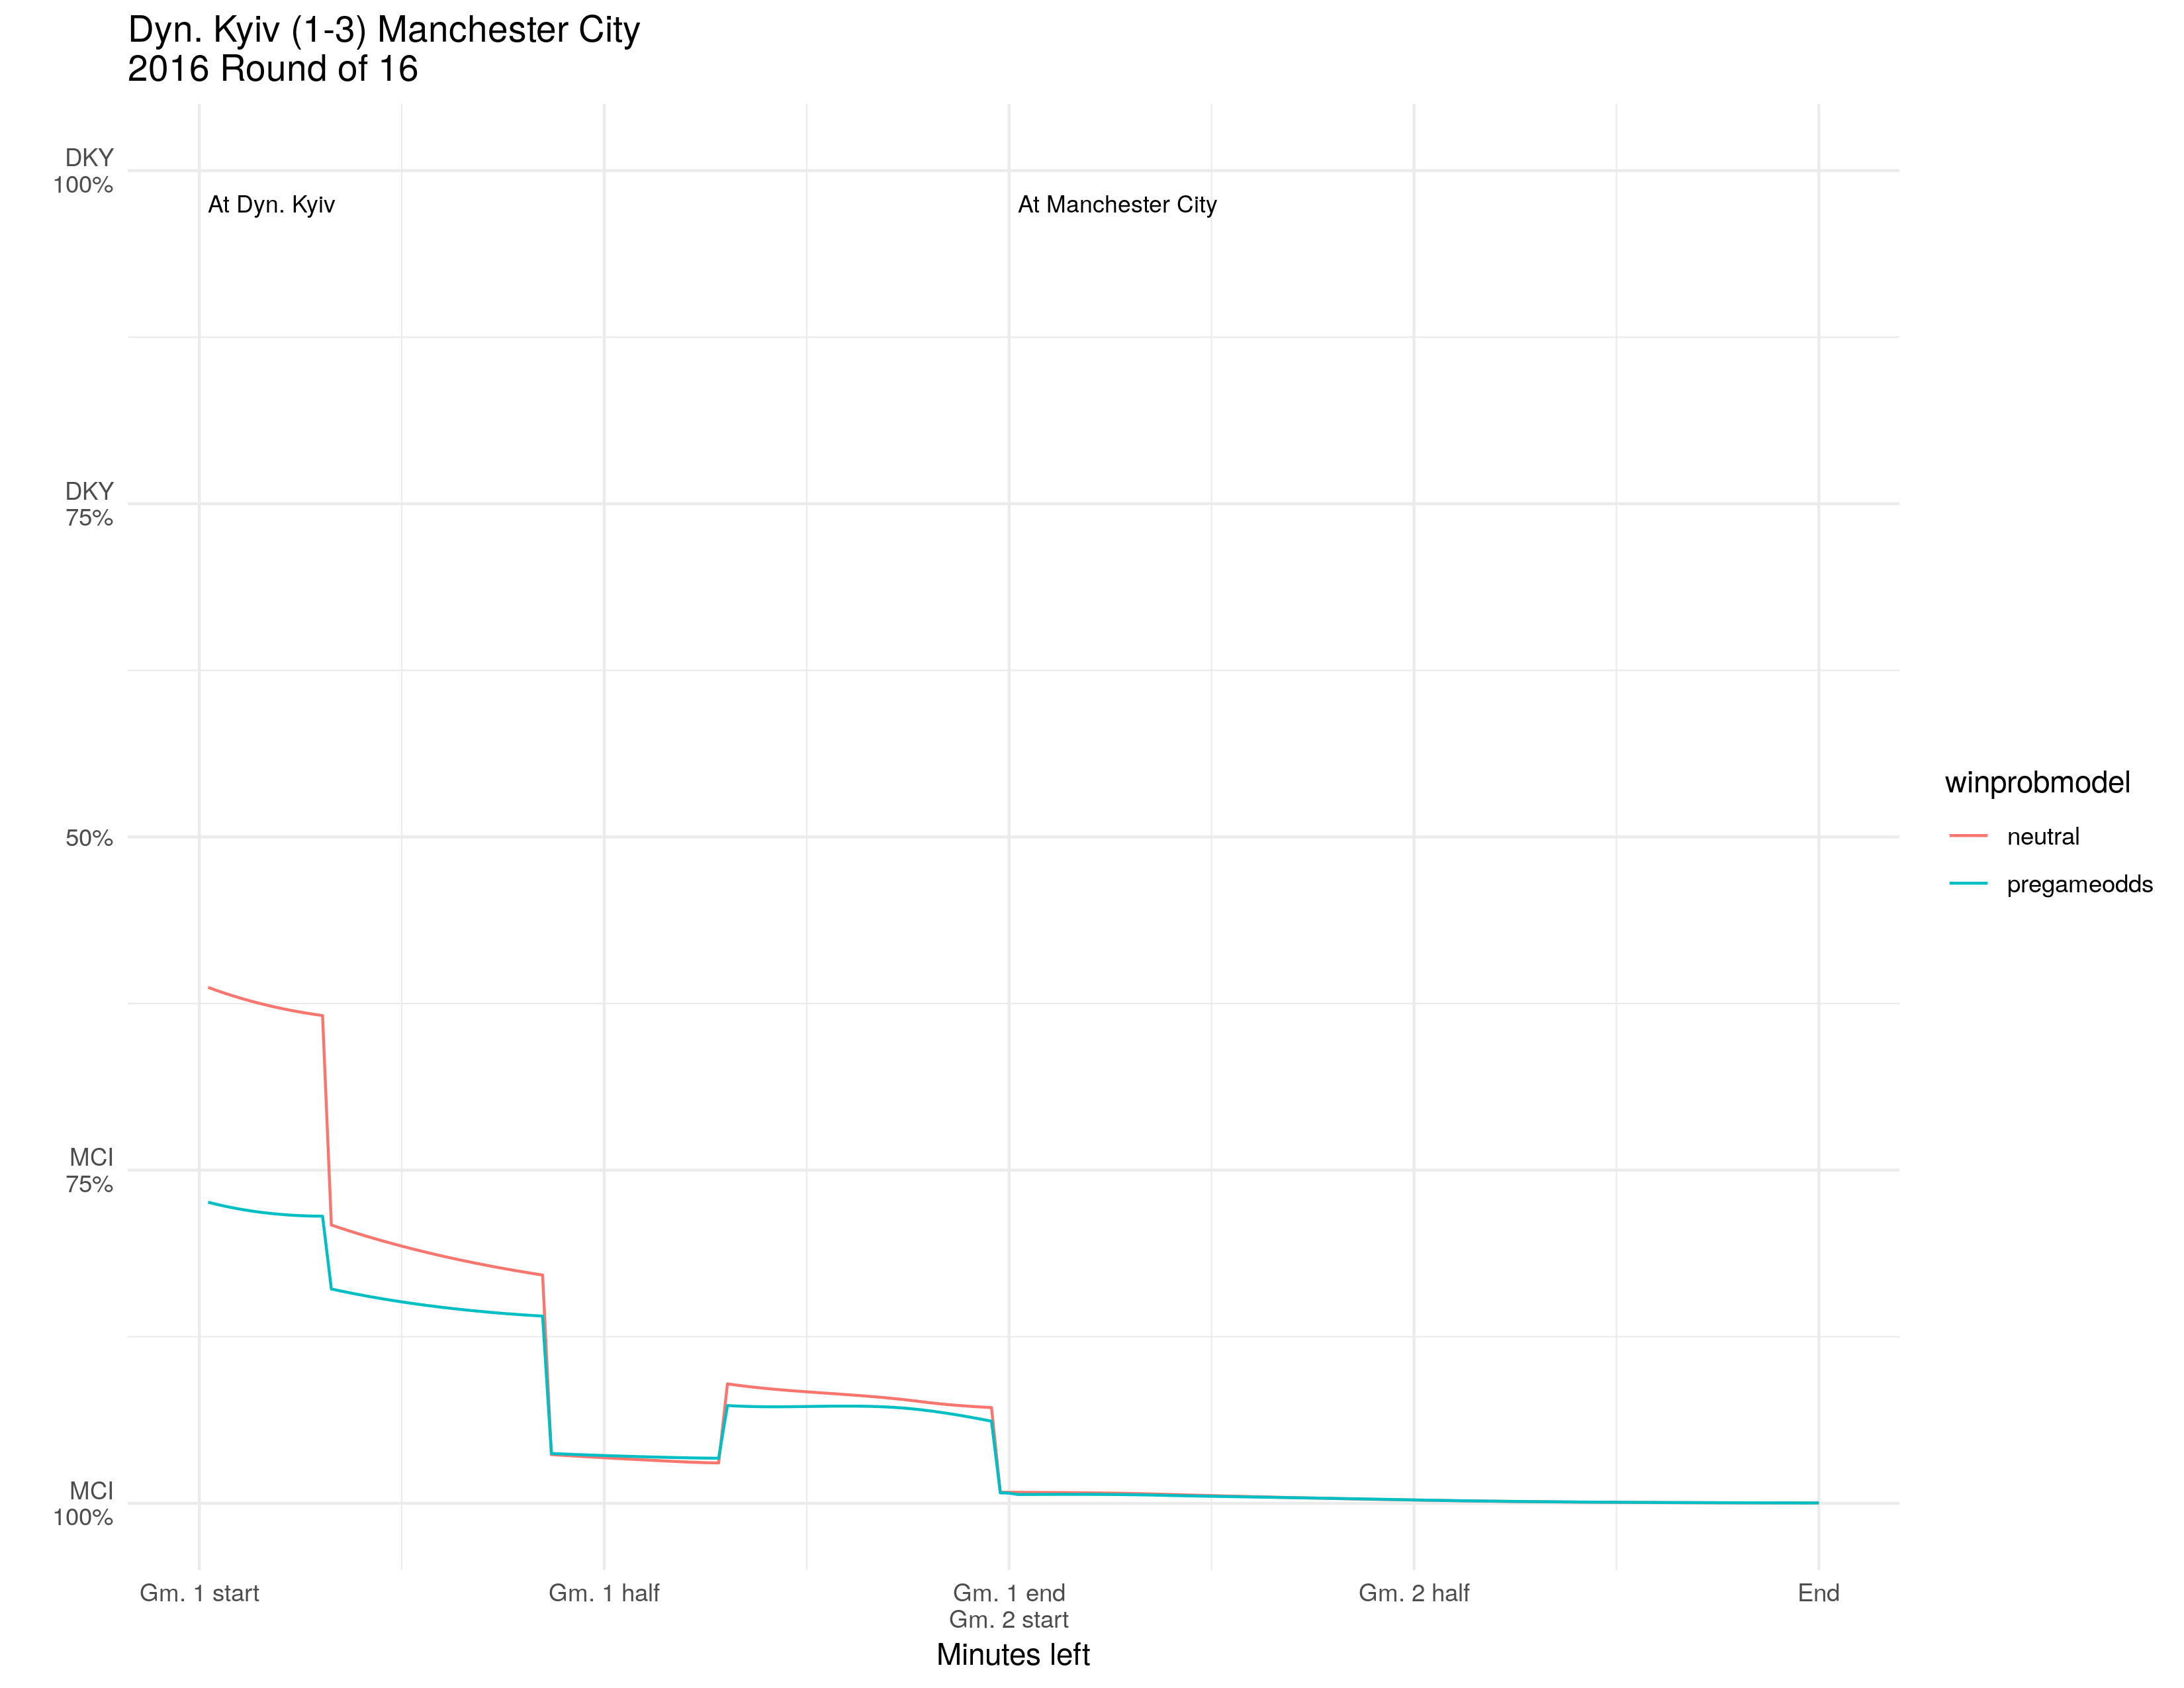 Dyn. Kyiv (1-3) Manchester City
2016 Round of 16
DKY
100%
At Dyn. Kyiv
At Manchester City
DKY
75%
50%
MCI
75%
MCI
100%
winprobmodel
neutral
pregameodds
Gm. 1 start
Gm. 1 half
Gm. 1 end
Gm. 2 start
Gm. 2 half
End
Minutes left